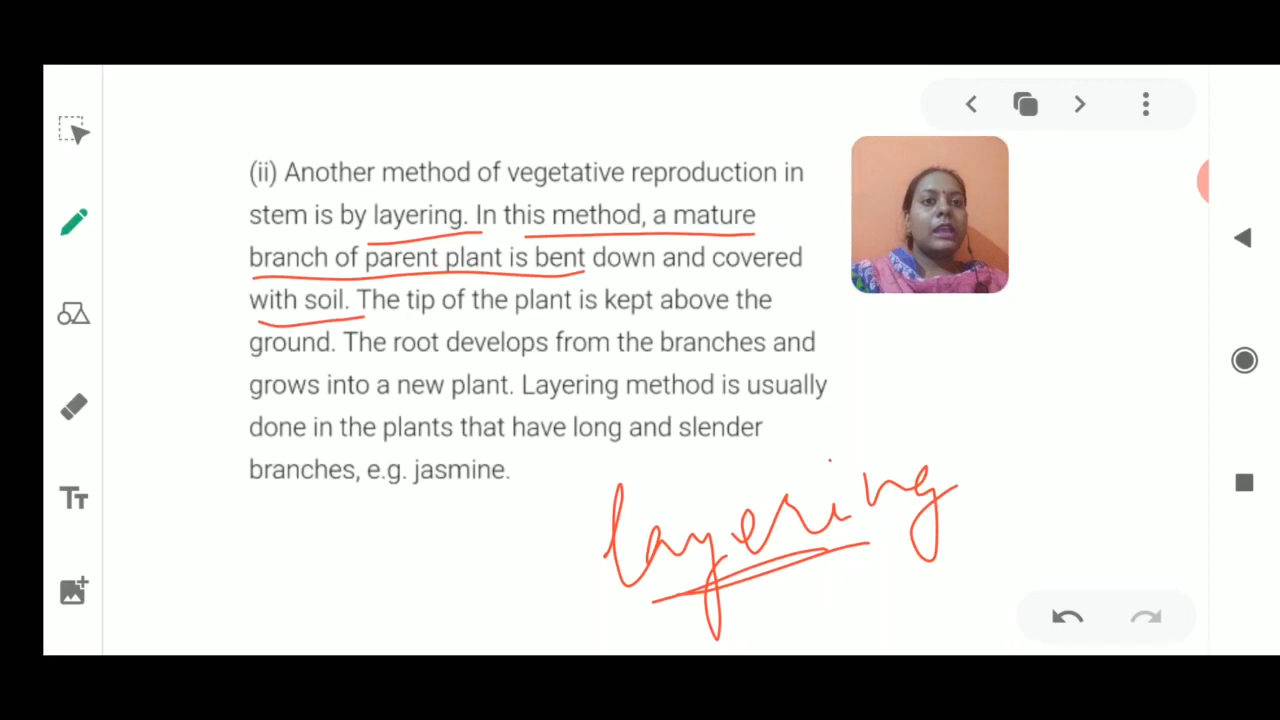 (ii) Another method of vegetative reproduction in
stem is by layering. In this method, a mature
branch of parent plant is bent down and covered
with soil. The tip of the plant is kept above the
ground. The root develops from the branches and
grows into a new plant. Layering method is usually
done in the plants that have long and slender
branches, e.g. jasmine.
layering
TT